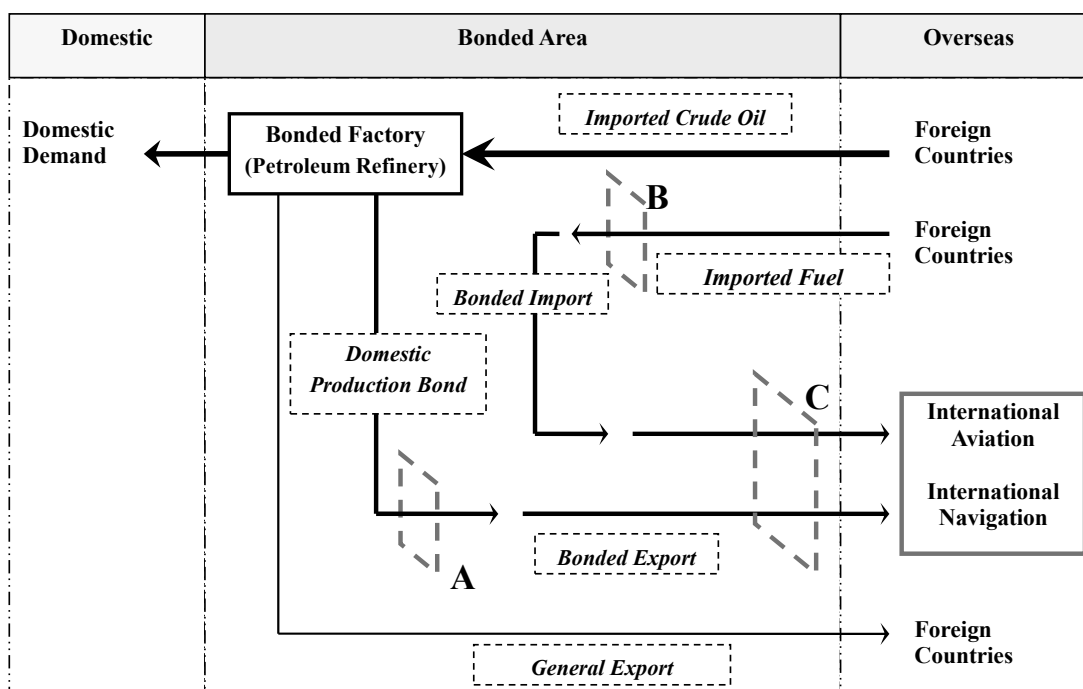 Domestic
Bonded Area
Overseas
Imported Crude Oil
Domestic
Demand
Bonded Factory
(Petroleum Refinery)
Foreign
Countries
B
Foreign
Countries
Imported Fuel
Bonded Import
Domestic
Production Bond
C
International
Aviation
International
Navigation
A
Bonded Export
Foreign
Countries
General Export